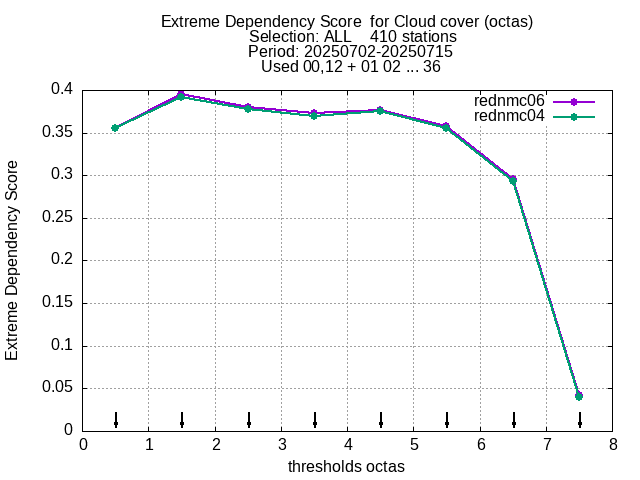 Extreme Dependency Score  for Cloud cover (octas)
Selection: ALL    410 stations
Period: 20250702-20250715
Used 00,12 + 01 02 ... 36
rednmc06
rednmc04
0.4
0.35
0.3
0.25
0.2
0.15
0.1
0.05
0
Extreme Dependency Score
0 1 2 3 4 5 6 7 8
thresholds octas